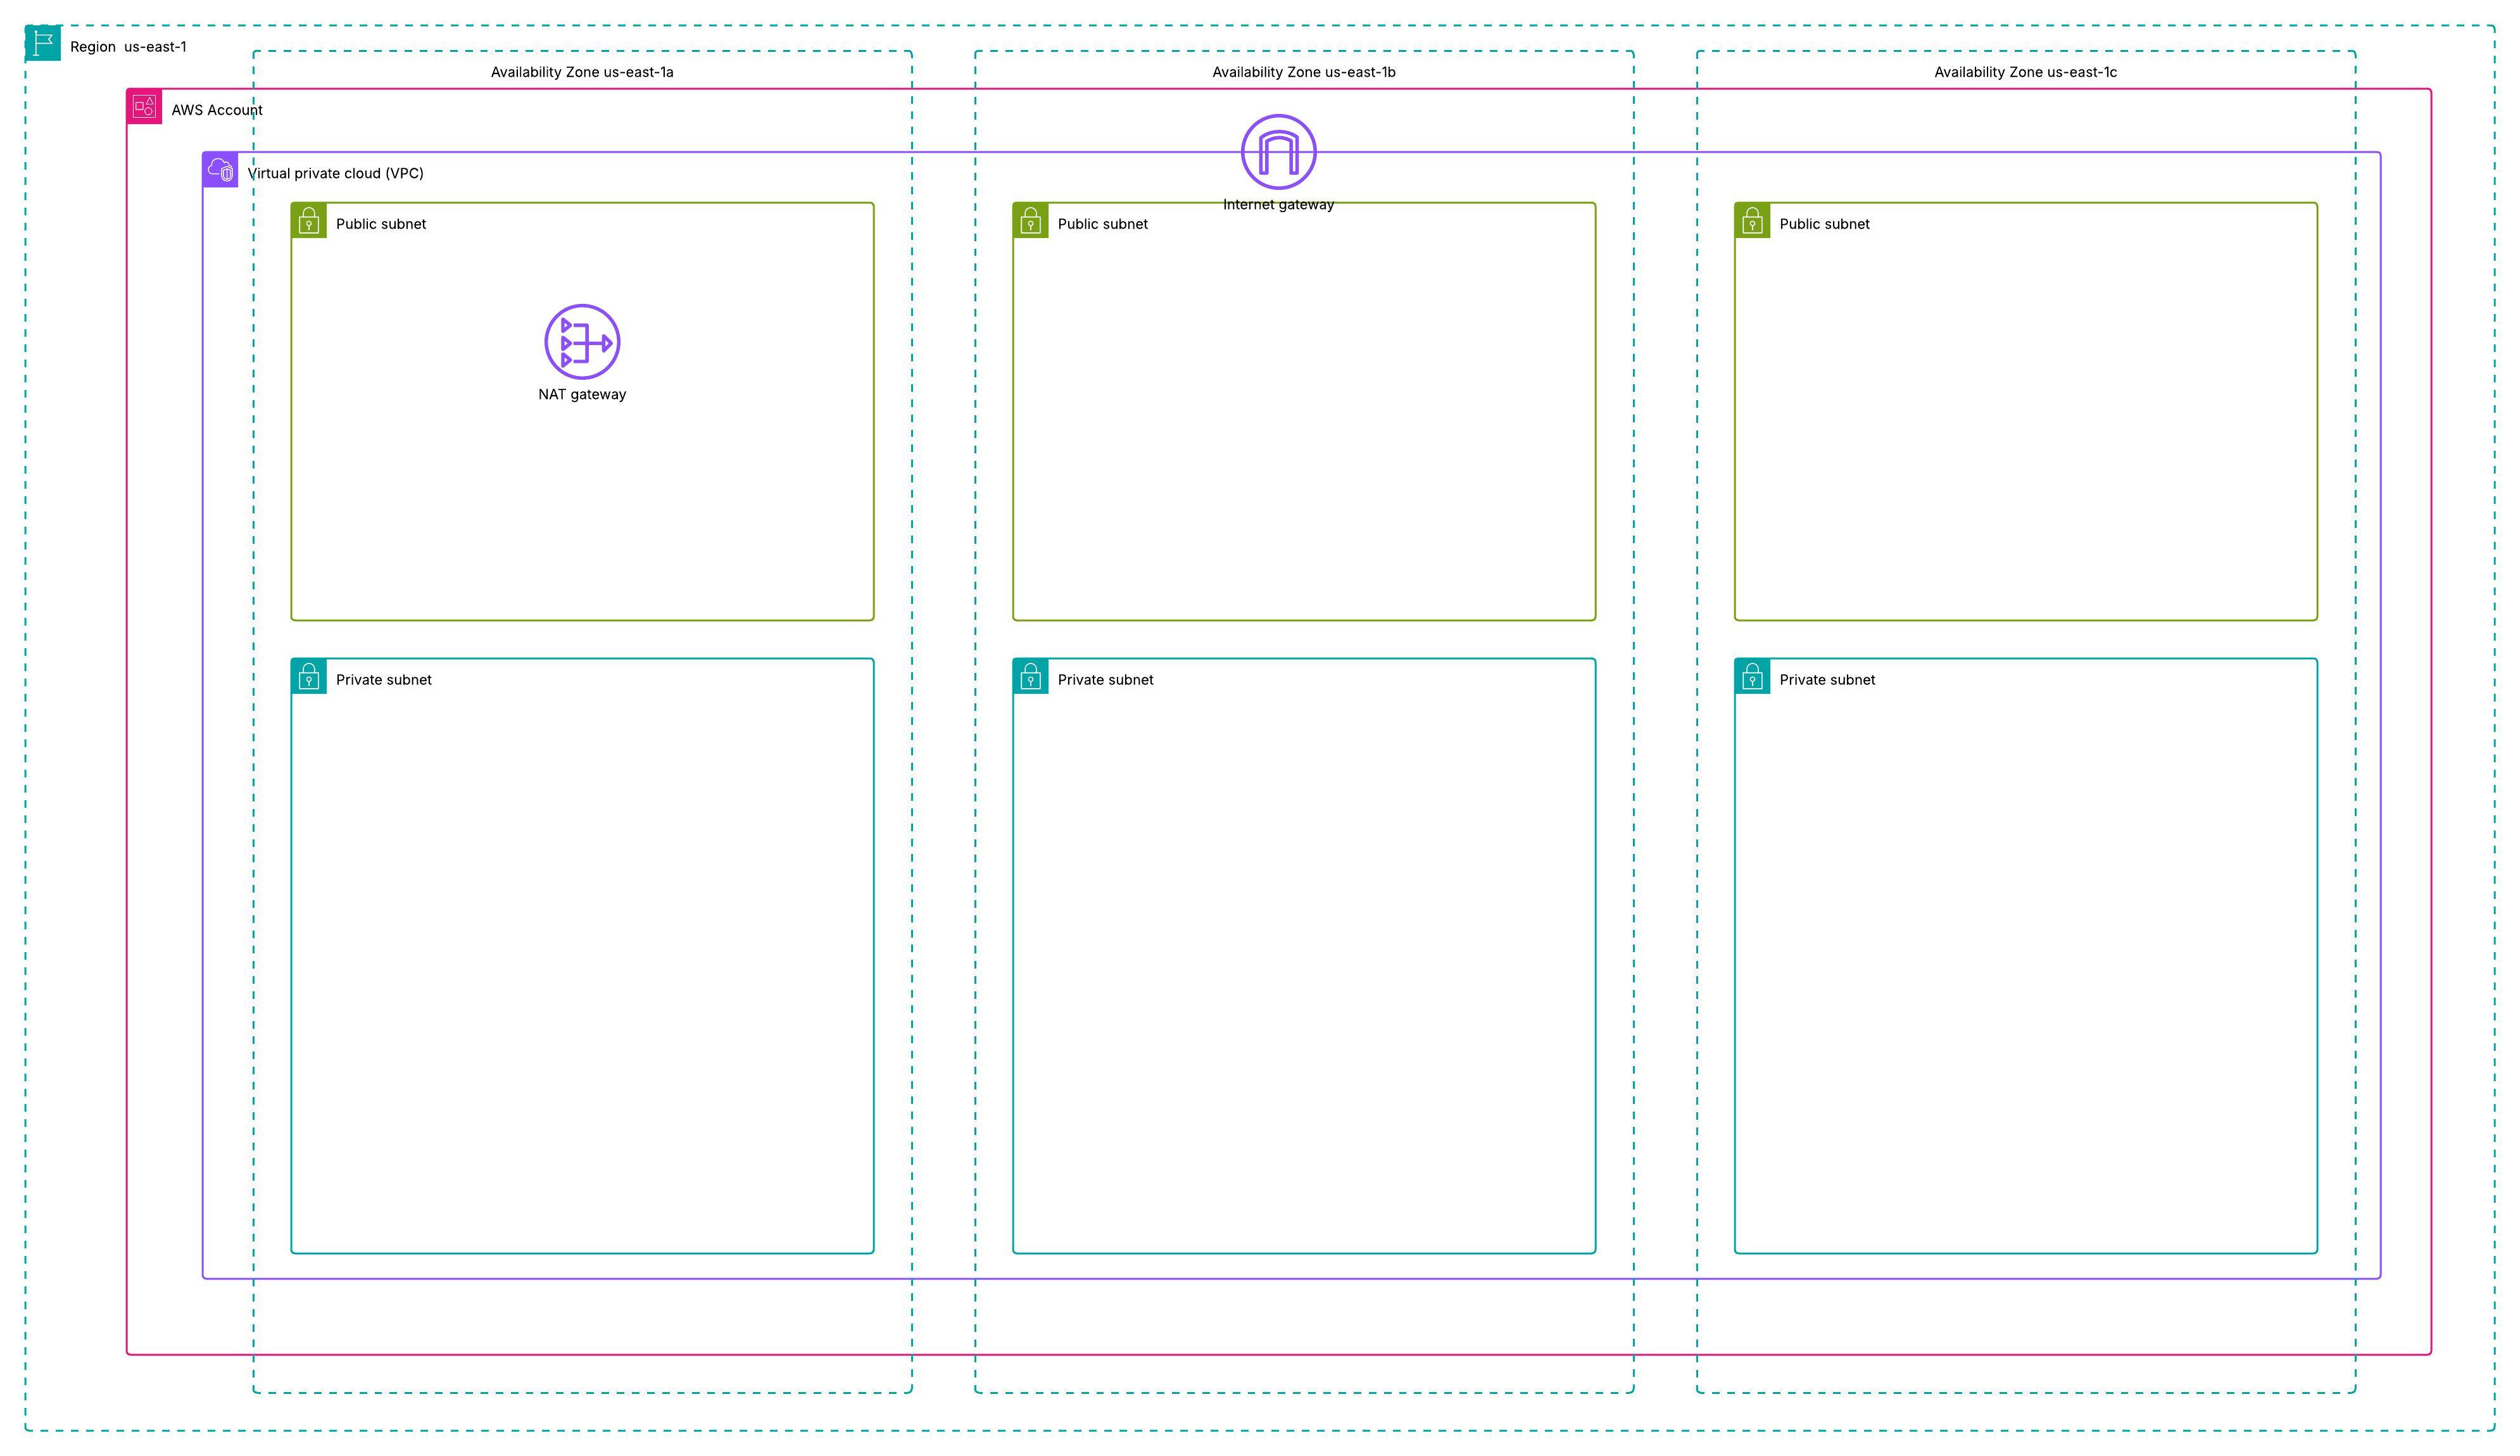 Region  us-east-1
Availability Zone us-east-1a
Availability Zone us-east-1b
Availability Zone us-east-1c
AWS Account
Virtual private cloud (VPC)
Internet gateway
Public subnet
Public subnet
Public subnet
NAT gateway
Private subnet
Private subnet
Private subnet